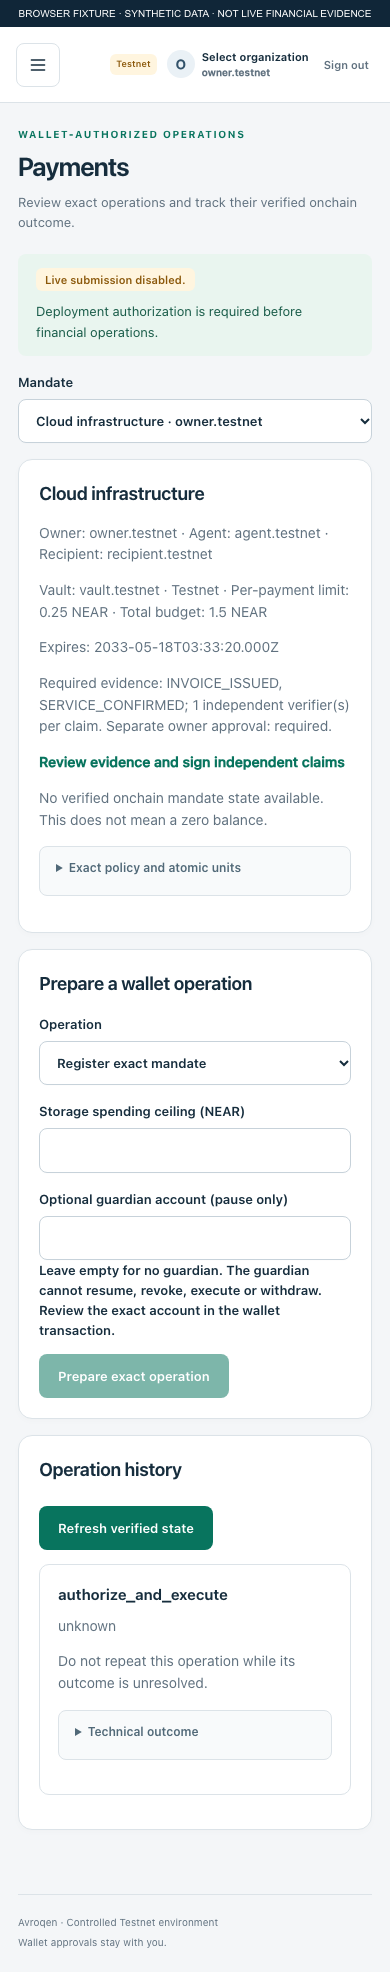 BROWSER FIXTURE · SYNTHETIC DATA · NOT LIVE FINANCIAL EVIDENCE
Testnet
O
Select organization
owner.testnet
Sign out
WALLET-AUTHORIZED OPERATIONS
Payments
Review exact operations and track their verified onchain
outcome.
Live submission disabled.
Deployment authorization is required before
financial operations.
Mandate
Cloud infrastructure · owner.testnet
Cloud infrastructure
Owner: owner.testnet · Agent: agent.testnet ·
Recipient: recipient.testnet
Vault: vault.testnet · Testnet · Per-payment limit:
0.25 NEAR · Total budget: 1.5 NEAR
Expires: 2033-05-18T03:33:20.000Z
Required evidence: INVOICE_ISSUED,
SERVICE_CONFIRMED; 1 independent verifier(s)
per claim. Separate owner approval: required.
Review evidence and sign independent claims
No verified onchain mandate state available.
This does not mean a zero balance.
Exact policy and atomic units
Prepare a wallet operation
Operation
Register exact mandate
Storage spending ceiling (NEAR)
Optional guardian account (pause only)
Leave empty for no guardian. The guardian
cannot resume, revoke, execute or withdraw.
Review the exact account in the wallet
transaction.
Prepare exact operation
Operation history
Refresh verified state
authorize_and_execute
unknown
Do not repeat this operation while its
outcome is unresolved.
Technical outcome
Avroqen · Controlled Testnet environment
Wallet approvals stay with you.